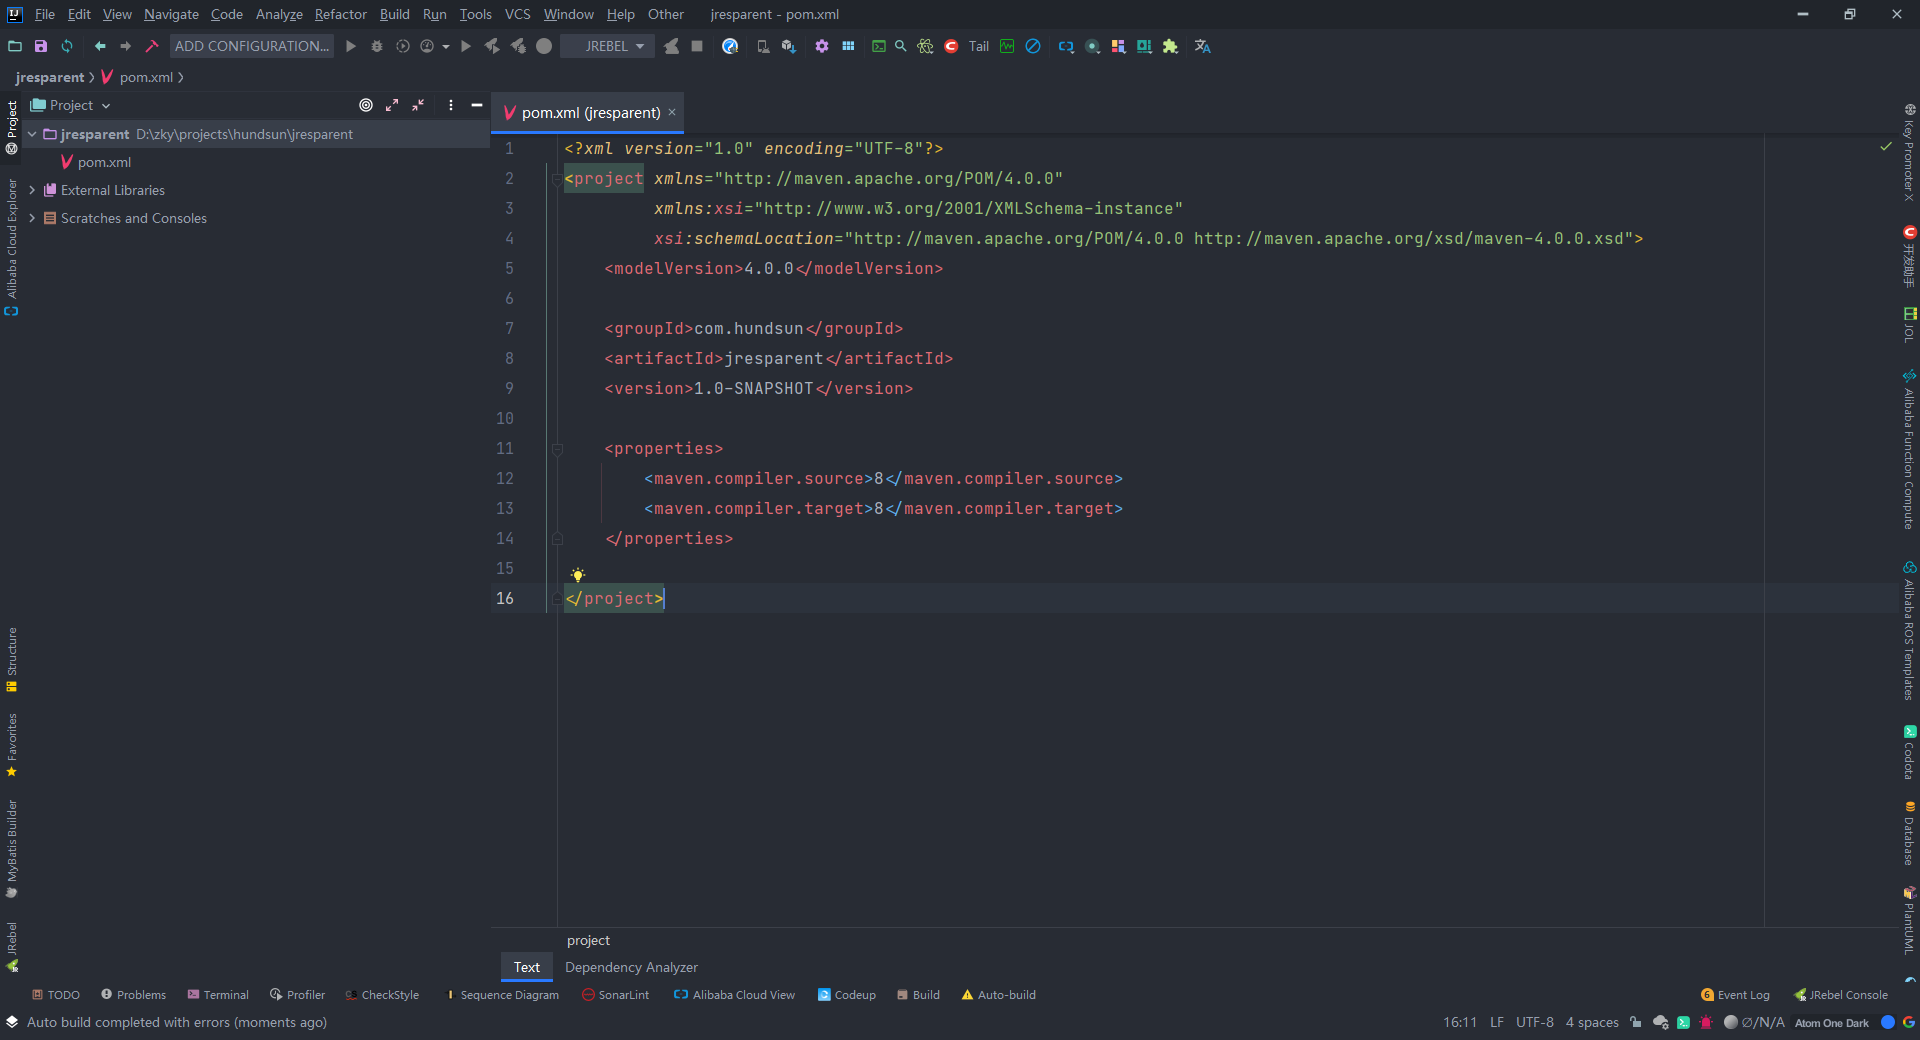 File Edit View Navigate Code Analyze Refactor Build Run Tools VCS Window Help Other jresparent - pom.xml
ADD CONFIGURATION... JREBEL Tail
jresparent pom.xml
Project
pom.xml (jresparent)
jresparent D:\zky\projects\hundsun\jresparent
pom.xml
External Libraries
Scratches and Consoles
1 <?xml version="1.0" encoding="UTF-8"?>
2 <project xmlns="http://maven.apache.org/POM/4.0.0"
3 xmlns:xsi="http://www.w3.org/2001/XMLSchema-instance"
4 xsi:schemaLocation="http://maven.apache.org/POM/4.0.0 http://maven.apache.org/xsd/maven-4.0.0.xsd">
5 <modelVersion>4.0.0</modelVersion>
6
7 <groupId>com.hundsun</groupId>
8 <artifactId>jresparent</artifactId>
9 <version>1.0-SNAPSHOT</version>
10
11 <properties>
12 <maven.compiler.source>8</maven.compiler.source>
13 <maven.compiler.target>8</maven.compiler.target>
14 </properties>
15
16 </project>
project
Text Dependency Analyzer
Project
Alibaba Cloud Explorer
Structure
Favorites
MyBatis Builder
JRebel
Key Promoter X
开发助手
JOL
Alibaba Function Compute
Alibaba ROS Templates
Codota
Database
PlantUML
TODO Problems Terminal Profiler CheckStyle Sequence Diagram SonarLint Alibaba Cloud View Codeup Build Auto-build 6 Event Log JRebel Console
Auto build completed with errors (moments ago) 16:11 LF UTF-8 4 spaces ∅/N/A Atom One Dark